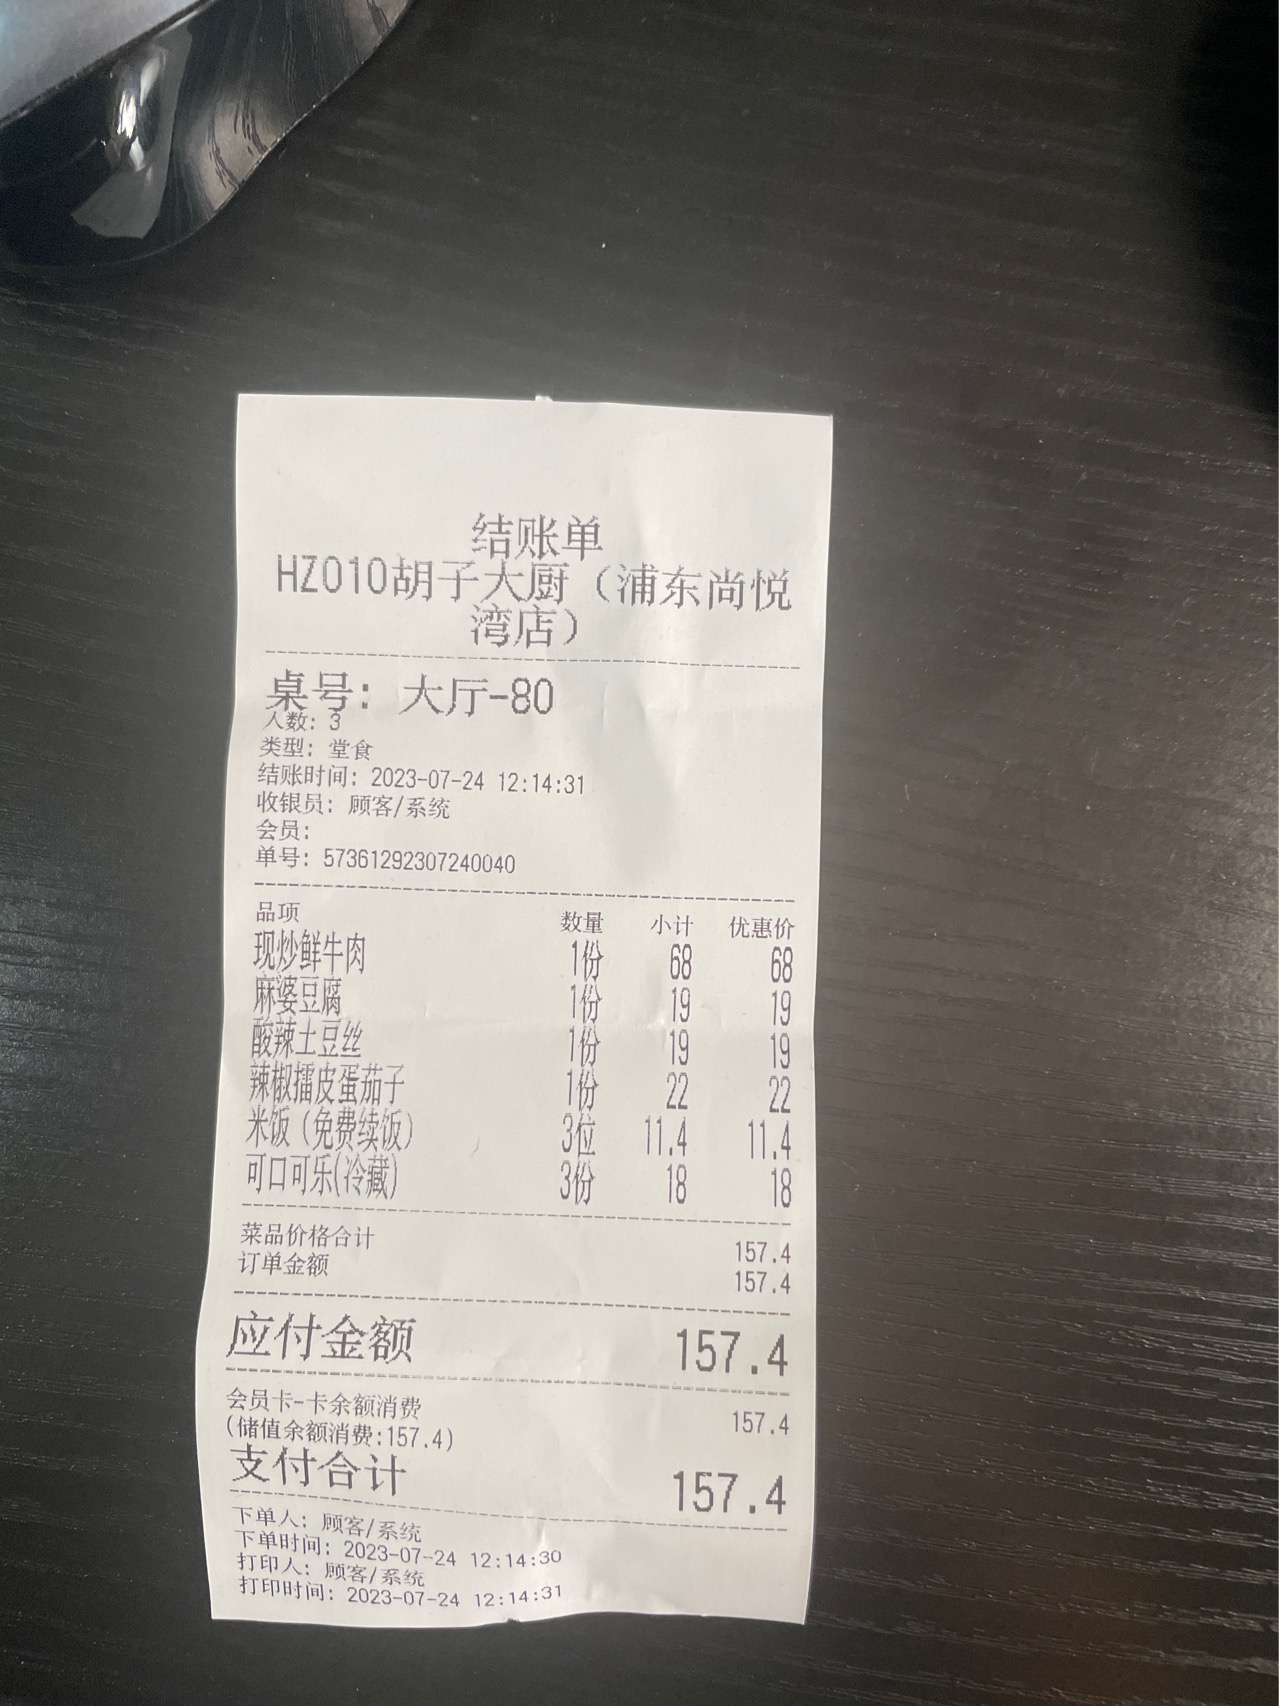 结账单
HZ010胡子大厨（浦东尚悦
湾店）
桌号：大厅-80
人数：3
类型：堂食
结账时间：2023-07-24 12:14:31
收银员：顾客/系统
会员：
单号：57361292307240040
品项 数量 小计 优惠价
现炒鲜牛肉 1份 68 68
麻婆豆腐 1份 19 19
酸辣土豆丝 1份 19 19
辣椒擂皮蛋茄子 1份 22 22
米饭（免费续饭） 3位 11.4 11.4
可口可乐(冷藏) 3份 18 18
菜品价格合计 157.4
订单金额 157.4
应付金额 157.4
会员卡-卡余额消费 157.4
(储值余额消费:157.4)
支付合计 157.4
下单人：顾客/系统
下单时间：2023-07-24 12:14:30
打印人：顾客/系统
打印时间：2023-07-24 12:14:31